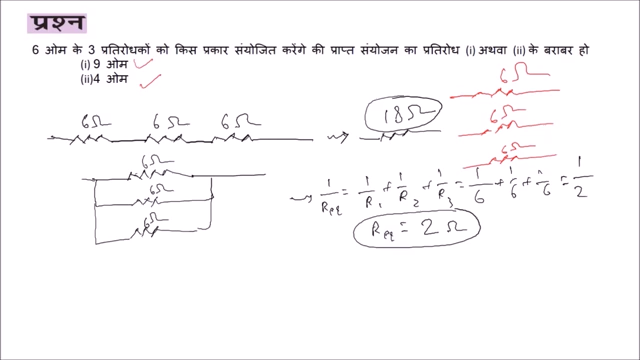 प्रश्न
6 ओम के 3 प्रतिरोधकों को किस प्रकार संयोजित करेंगे की प्राप्त संयोजन का प्रतिरोध (i) अथवा (ii) के बराबर हो
(i) 9 ओम
(ii) 4 ओम
6Ω
6Ω
6Ω
6Ω 6Ω 6Ω
18Ω
6Ω
6Ω
6Ω
1/Req = 1/R1 + 1/R2 + 1/R3 = 1/6 + 1/6 + 1/6 = 1/2
Req = 2 Ω